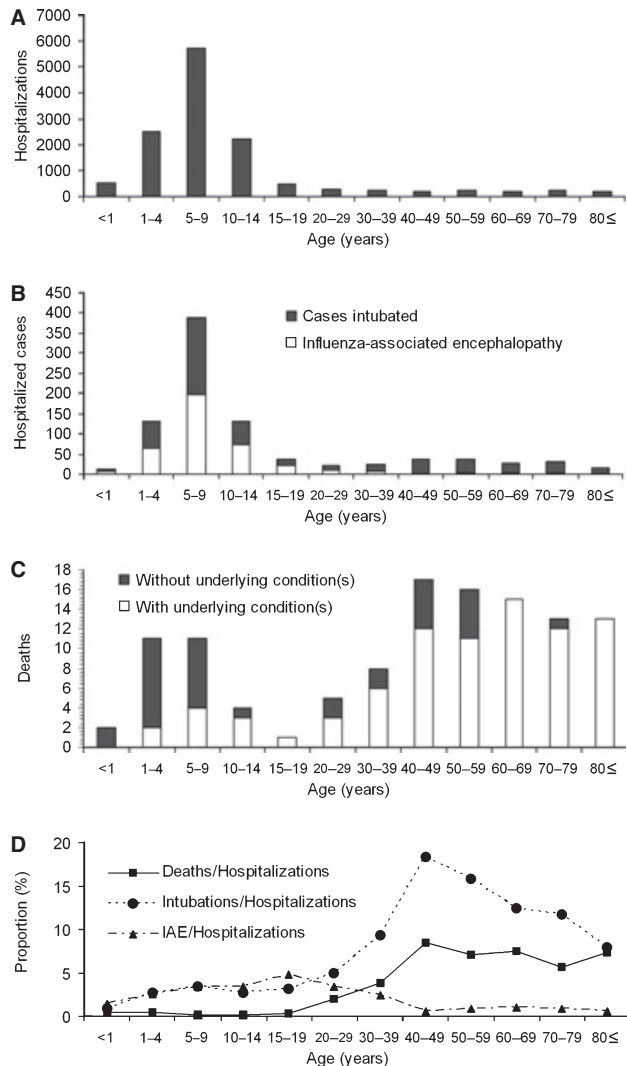 A
Hospitalizations
7000
6000
5000
4000
3000
2000
1000
0
<1 1–4 5–9 10–14 15–19 20–29 30–39 40–49 50–59 60–69 70–79 80≤
Age (years)
B
Hospitalized cases
450
400
350
300
250
200
150
100
50
0
Cases intubated
Influenza-associated encephalopathy
<1 1–4 5–9 10–14 15–19 20–29 30–39 40–49 50–59 60–69 70–79 80≤
Age (years)
C
Deaths
18
16
14
12
10
8
6
4
2
0
Without underlying condition(s)
With underlying condition(s)
<1 1–4 5–9 10–14 15–19 20–29 30–39 40–49 50–59 60–69 70–79 80≤
Age (years)
D
Proportion (%)
20
15
10
5
0
Deaths/Hospitalizations
Intubations/Hospitalizations
IAE/Hospitalizations
<1 1–4 5–9 10–14 15–19 20–29 30–39 40–49 50–59 60–69 70–79 80≤
Age (years)